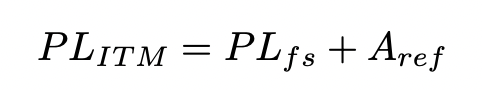 PL_{ITM} = PL_{fs} + A_{ref}